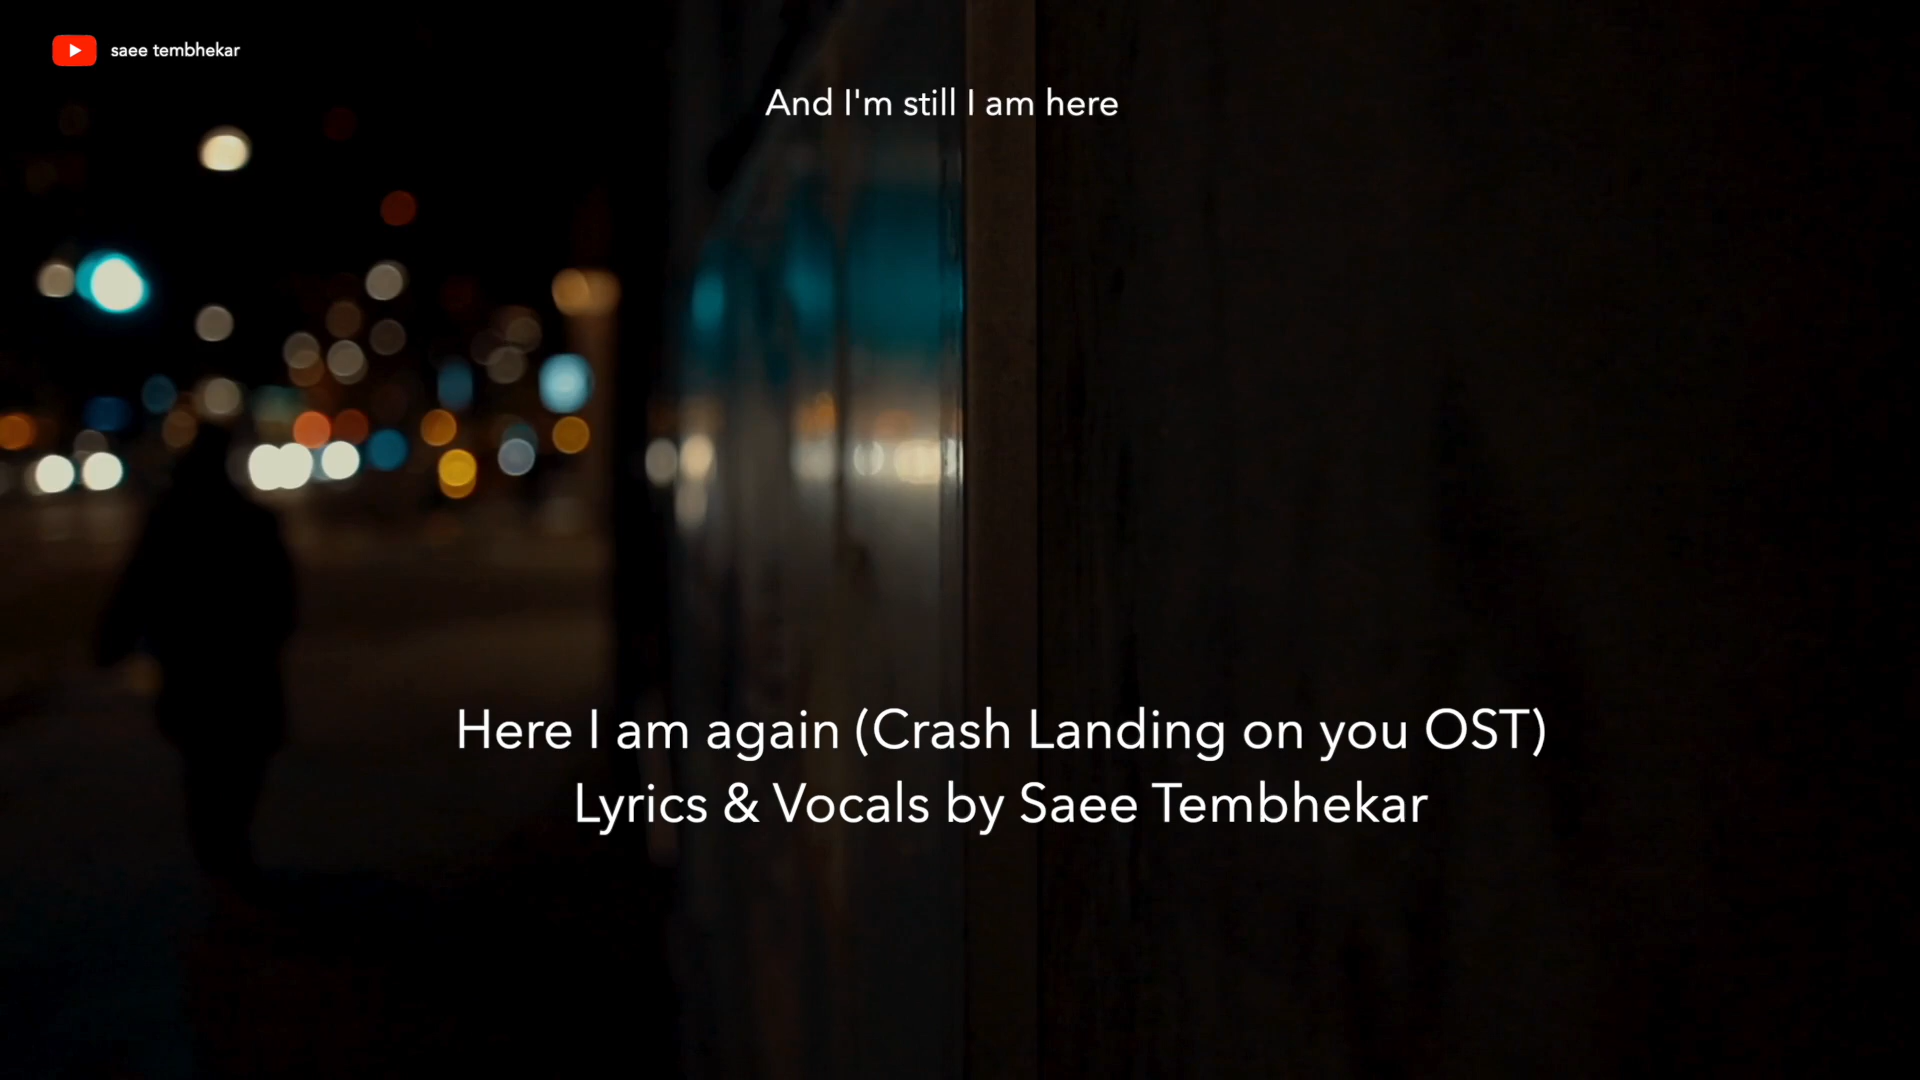 saee tembhekar
And I'm still I am here
Here I am again (Crash Landing on you OST)
Lyrics & Vocals by Saee Tembhekar